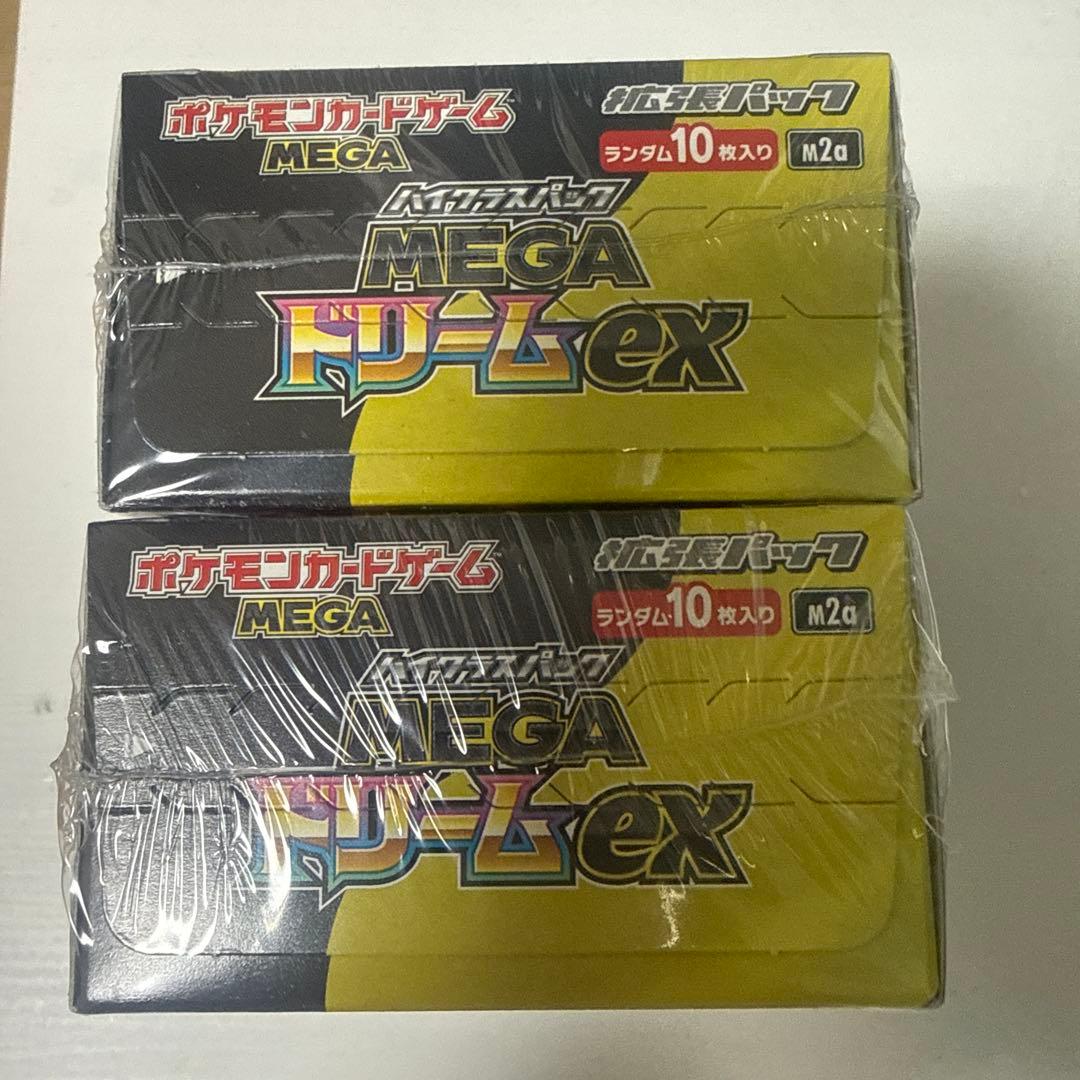 ポケモンカードゲーム
MEGA
拡張パック
ランダム10枚入り
M2a
ハイクラスパック
MEGA
ドリームex
ポケモンカードゲーム
MEGA
拡張パック
ランダム10枚入り
M2a
ハイクラスパック
MEGA
ドリームex